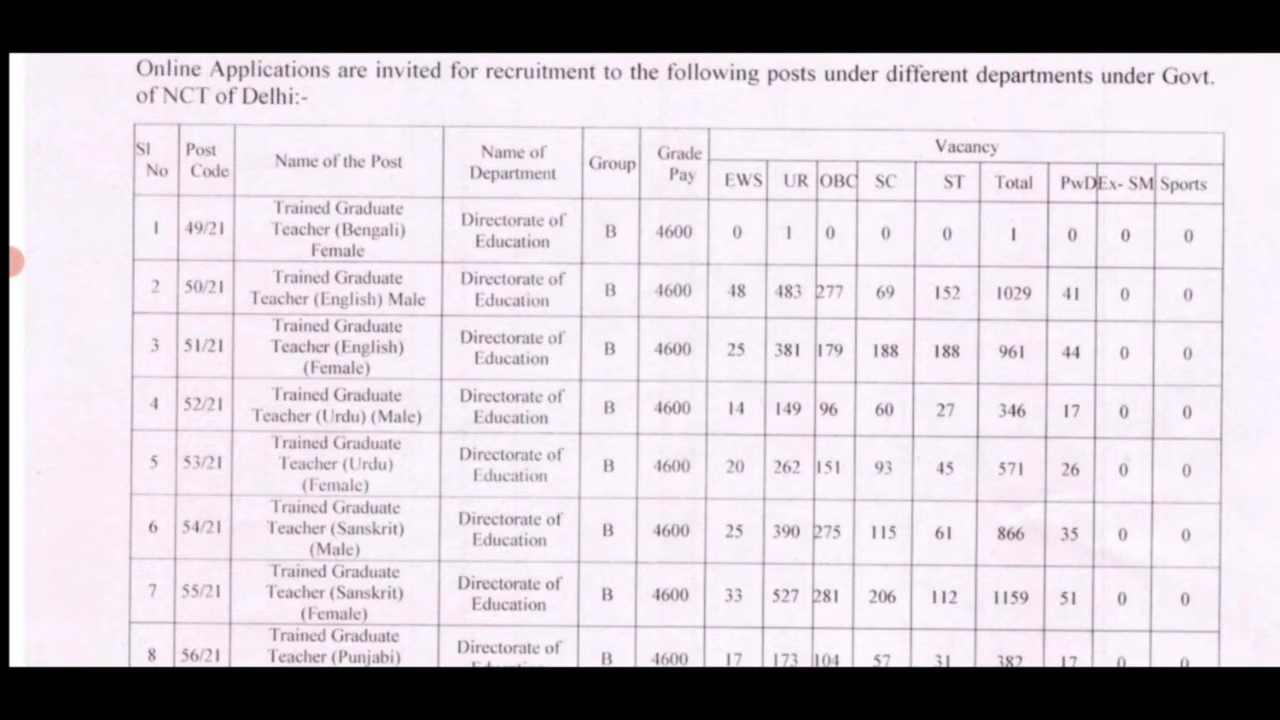 Online Applications are invited for recruitment to the following posts under different departments under Govt.
of NCT of Delhi:-
Sl No | Post Code | Name of the Post | Name of Department | Group | Grade Pay | Vacancy
EWS | UR | OBC | SC | ST | Total | PwD | Ex- SM | Sports
1 | 49/21 | Trained Graduate Teacher (Bengali) Female | Directorate of Education | B | 4600 | 0 | 1 | 0 | 0 | 0 | 1 | 0 | 0 | 0
2 | 50/21 | Trained Graduate Teacher (English) Male | Directorate of Education | B | 4600 | 48 | 483 | 277 | 69 | 152 | 1029 | 41 | 0 | 0
3 | 51/21 | Trained Graduate Teacher (English) (Female) | Directorate of Education | B | 4600 | 25 | 381 | 179 | 188 | 188 | 961 | 44 | 0 | 0
4 | 52/21 | Trained Graduate Teacher (Urdu) (Male) | Directorate of Education | B | 4600 | 14 | 149 | 96 | 60 | 27 | 346 | 17 | 0 | 0
5 | 53/21 | Trained Graduate Teacher (Urdu) (Female) | Directorate of Education | B | 4600 | 20 | 262 | 151 | 93 | 45 | 571 | 26 | 0 | 0
6 | 54/21 | Trained Graduate Teacher (Sanskrit) (Male) | Directorate of Education | B | 4600 | 25 | 390 | 275 | 115 | 61 | 866 | 35 | 0 | 0
7 | 55/21 | Trained Graduate Teacher (Sanskrit) (Female) | Directorate of Education | B | 4600 | 33 | 527 | 281 | 206 | 112 | 1159 | 51 | 0 | 0
8 | 56/21 | Trained Graduate Teacher (Punjabi) | Directorate of | B | 4600 | 17 | 173 | 104 | 57 | 31 | 382 | 17 | 0 | 0